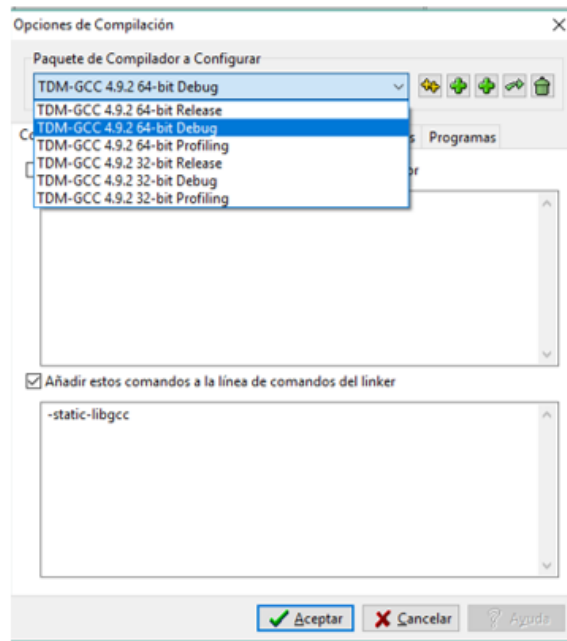 Opciones de Compilación
Paquete de Compilador a Configurar
TDM-GCC 4.9.2 64-bit Debug
TDM-GCC 4.9.2 64-bit Release
TDM-GCC 4.9.2 64-bit Debug
TDM-GCC 4.9.2 64-bit Profiling
Programas
TDM-GCC 4.9.2 32-bit Release
TDM-GCC 4.9.2 32-bit Debug
TDM-GCC 4.9.2 32-bit Profiling
Añadir estos comandos a la línea de comandos del linker
-static-libgcc
Aceptar Cancelar Ayuda